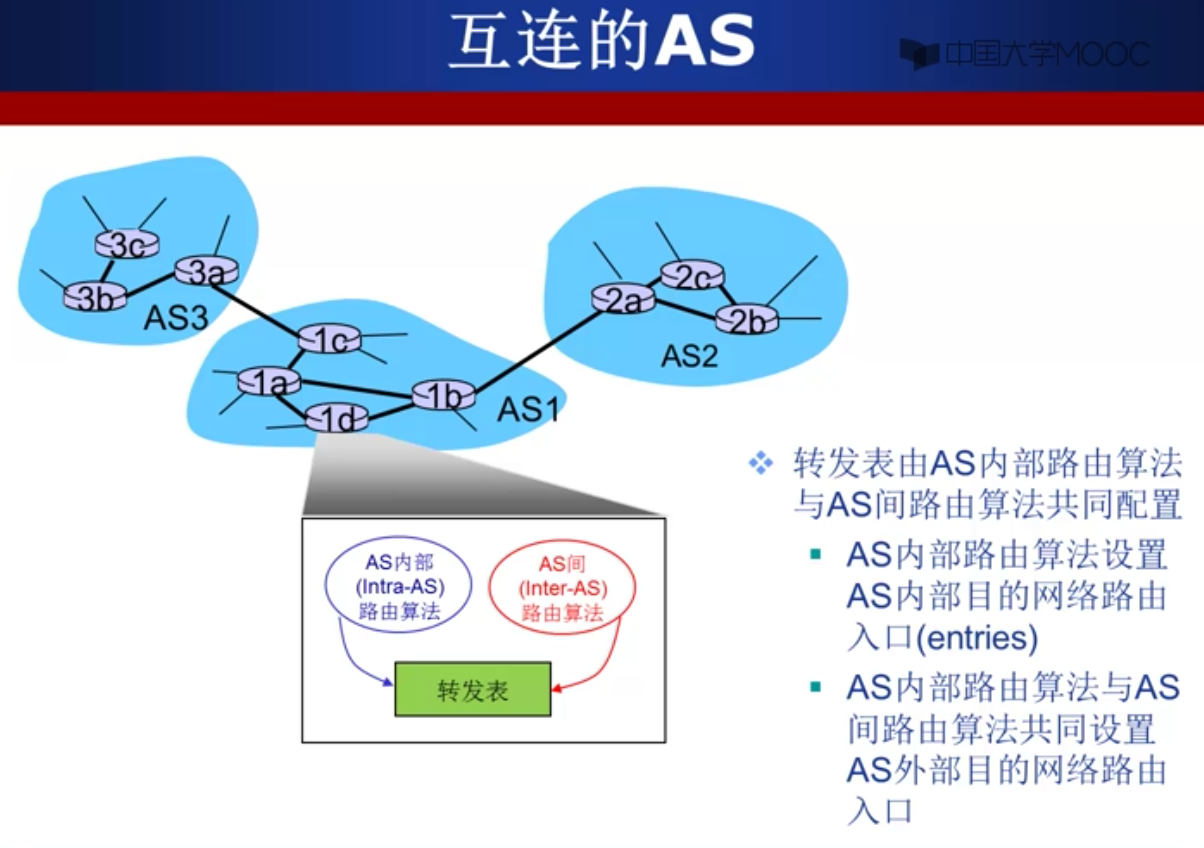 互连的AS
中国大学MOOC
3c
3a
3b
AS3
2c
2a
2b
AS2
1c
1a
1b
1d
AS1
AS内部
(Intra-AS)
路由算法
AS间
(Inter-AS)
路由算法
转发表
转发表由AS内部路由算法
与AS间路由算法共同配置
AS内部路由算法设置
AS内部目的网络路由
入口(entries)
AS内部路由算法与AS
间路由算法共同设置
AS外部目的网络路由
入口